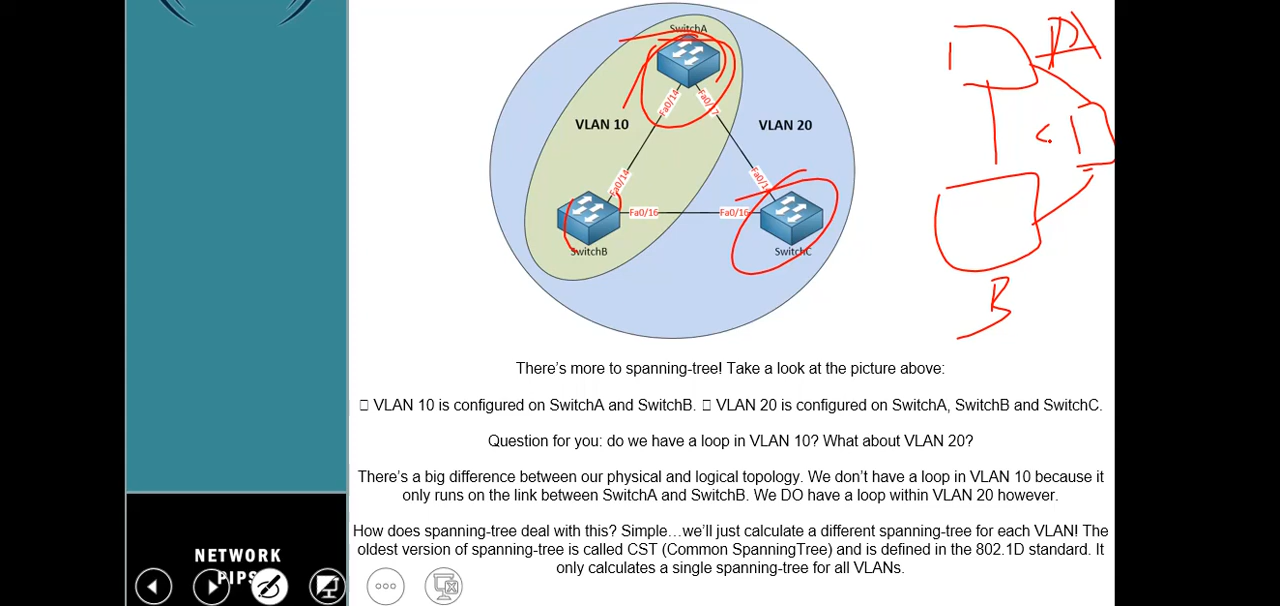 SwitchA
Fa0/14
VLAN 10
VLAN 20
Fa0/14
Fa0/16
Fa0/16
SwitchB
SwitchC
A
C
B
There's more to spanning-tree! Take a look at the picture above:
VLAN 10 is configured on SwitchA and SwitchB. VLAN 20 is configured on SwitchA, SwitchB and SwitchC.
Question for you: do we have a loop in VLAN 10? What about VLAN 20?
There's a big difference between our physical and logical topology. We don't have a loop in VLAN 10 because it
only runs on the link between SwitchA and SwitchB. We DO have a loop within VLAN 20 however.
How does spanning-tree deal with this? Simple…we'll just calculate a different spanning-tree for each VLAN! The
oldest version of spanning-tree is called CST (Common SpanningTree) and is defined in the 802.1D standard. It
only calculates a single spanning-tree for all VLANs.
NETWORK
PIPS